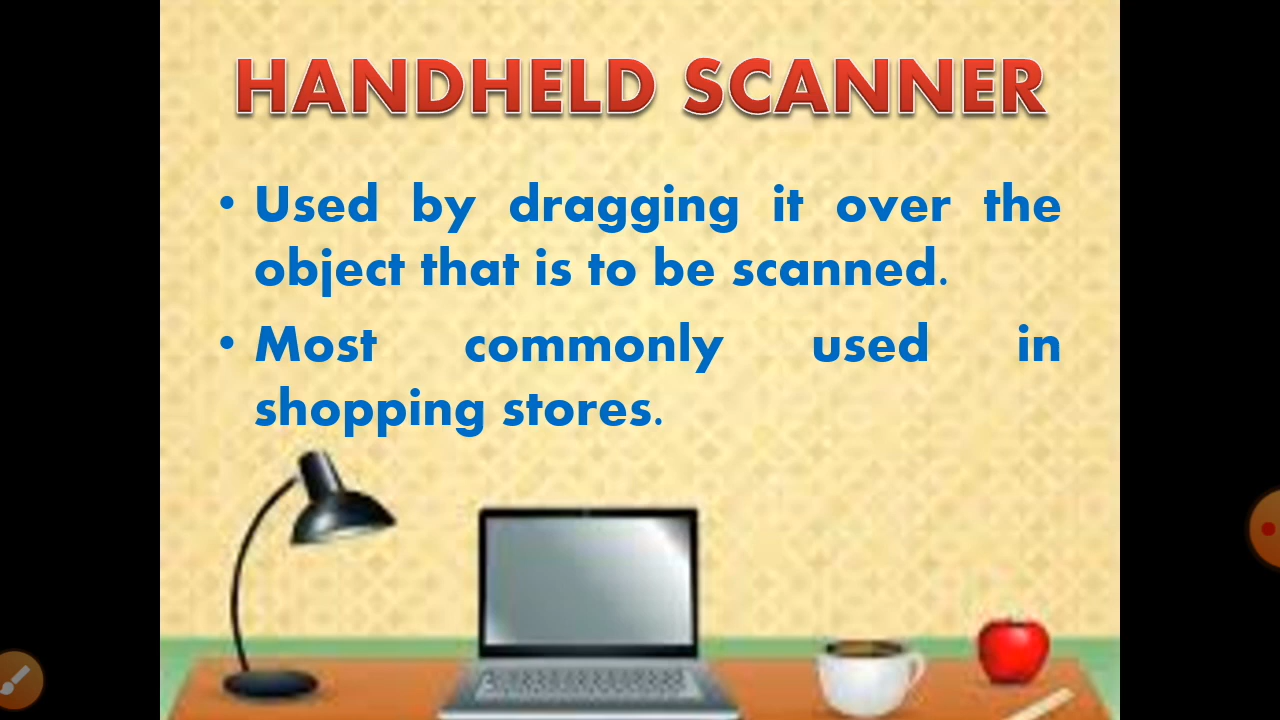 HANDHELD SCANNER
• Used by dragging it over the
object that is to be scanned.
• Most commonly used in
shopping stores.